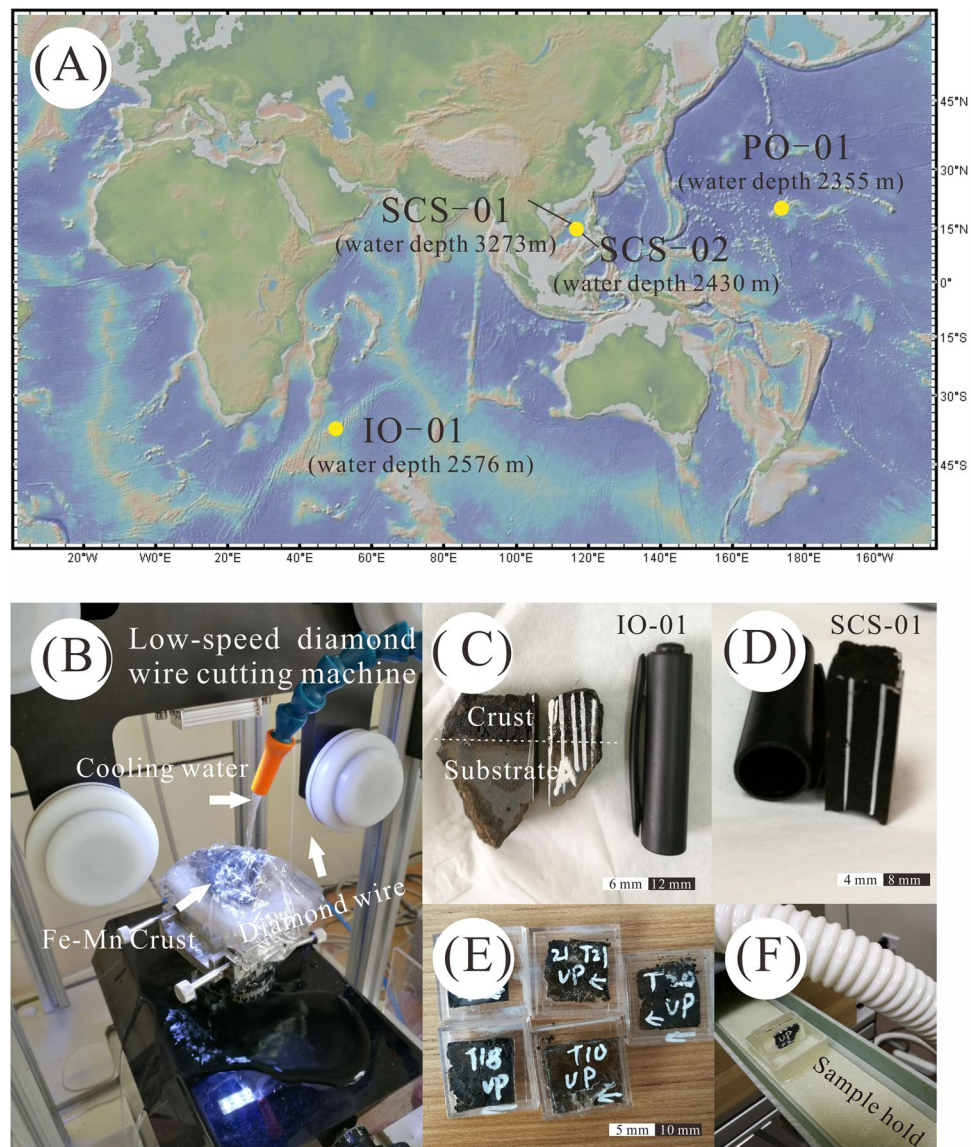 (A)
45°N
PO-01
(water depth 2355 m)
30°N
SCS-01
(water depth 3273m)
15°N
SCS-02
(water depth 2430 m)
0°
15°S
30°S
IO-01
(water depth 2576 m)
45°S
20°W W0°E 20°E 40°E 60°E 80°E 100°E 120°E 140°E 160°E 180°E 160°W
(B)
Low-speed diamond
wire cutting machine
Cooling water
Diamond wire
Fe-Mn Crust
(C)
IO-01
Crust
Substrate
6 mm 12 mm
(D)
SCS-01
4 mm 8 mm
(E)
21 T21
UP
UP
T18
UP
T10
UP
5 mm 10 mm
(F)
UP
Sample hold